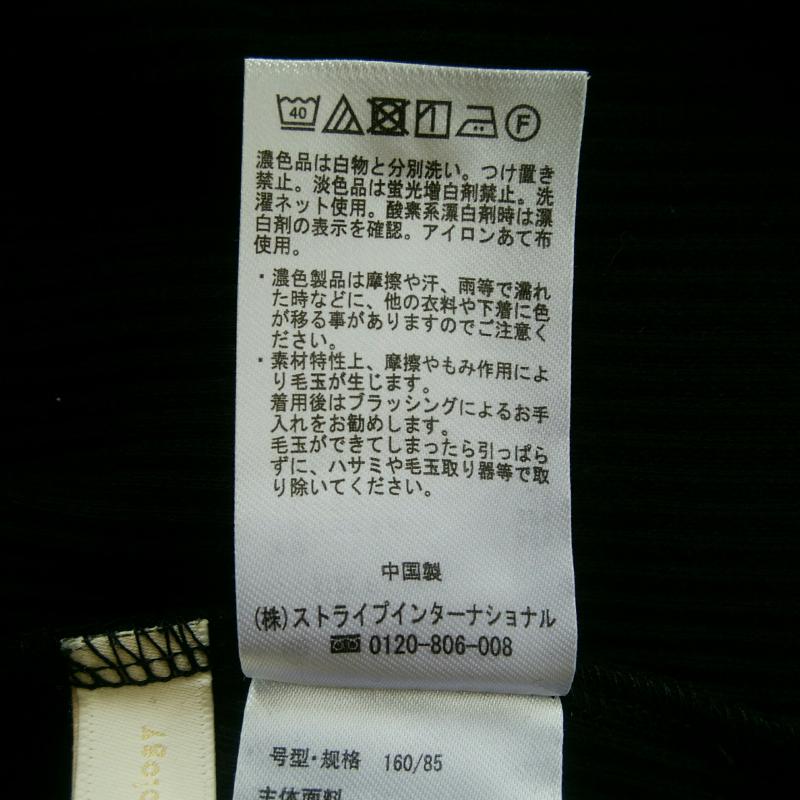 40 F
濃色品は白物と分別洗い。つけ置き
禁止。淡色品は蛍光増白剤禁止。洗
濯ネット使用。酸素系漂白剤時は漂
白剤の表示を確認。アイロンあて布
使用。
・濃色製品は摩擦や汗、雨等で濡れ
た時などに、他の衣料や下着に色
が移る事がありますのでご注意く
ださい。
・素材特性上、摩擦やもみ作用によ
り毛玉が生じます。
着用後はブラッシングによるお手
入れをお勧めします。
毛玉ができてしまったら引っぱら
ずに、ハサミや毛玉取り器等で取
り除いてください。
中国製
(株)ストライプインターナショナル
0120-806-008
号型·规格 160/85
主体面料